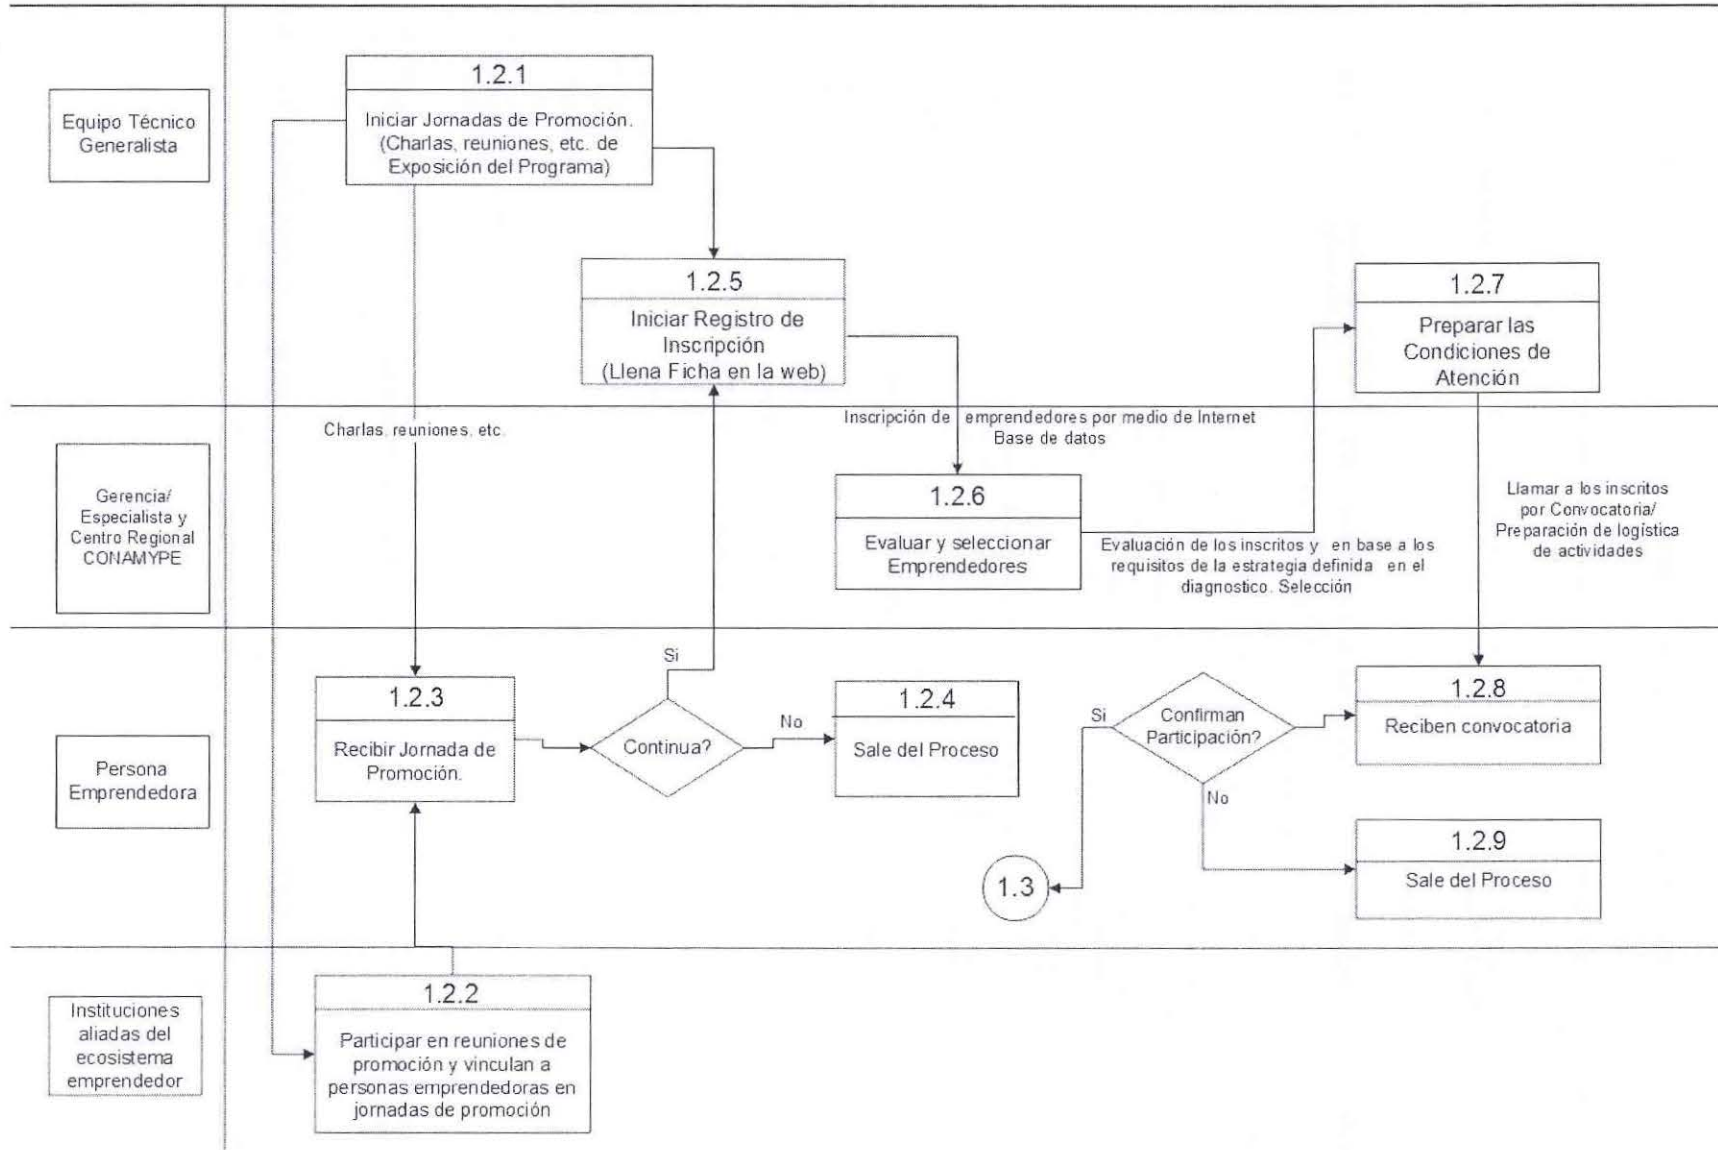 Equipo Técnico
Generalista
1.2.1
Iniciar Jornadas de Promoción.
(Charlas, reuniones, etc. de
Exposición del Programa)
1.2.5
Iniciar Registro de
Inscripción
(Llena Ficha en la web)
1.2.7
Preparar las
Condiciones de
Atención
Gerencia/
Especialista y
Centro Regional
CONAMYPE
Charlas, reuniones, etc.
Inscripción de emprendedores por medio de Internet
Base de datos
1.2.6
Evaluar y seleccionar
Emprendedores
Evaluación de los inscritos y en base a los
requisitos de la estrategia definida en el
diagnostico. Selección
Llamar a los inscritos
por Convocatoria/
Preparación de logística
de actividades
Persona
Emprendedora
1.2.3
Recibir Jornada de
Promoción.
Continua?
Si
No
1.2.4
Sale del Proceso
Si
Confirman
Participación?
No
1.2.8
Reciben convocatoria
1.2.9
Sale del Proceso
1.3
Instituciones
aliadas del
ecosistema
emprendedor
1.2.2
Participar en reuniones de
promoción y vinculan a
personas emprendedoras en
jornadas de promoción